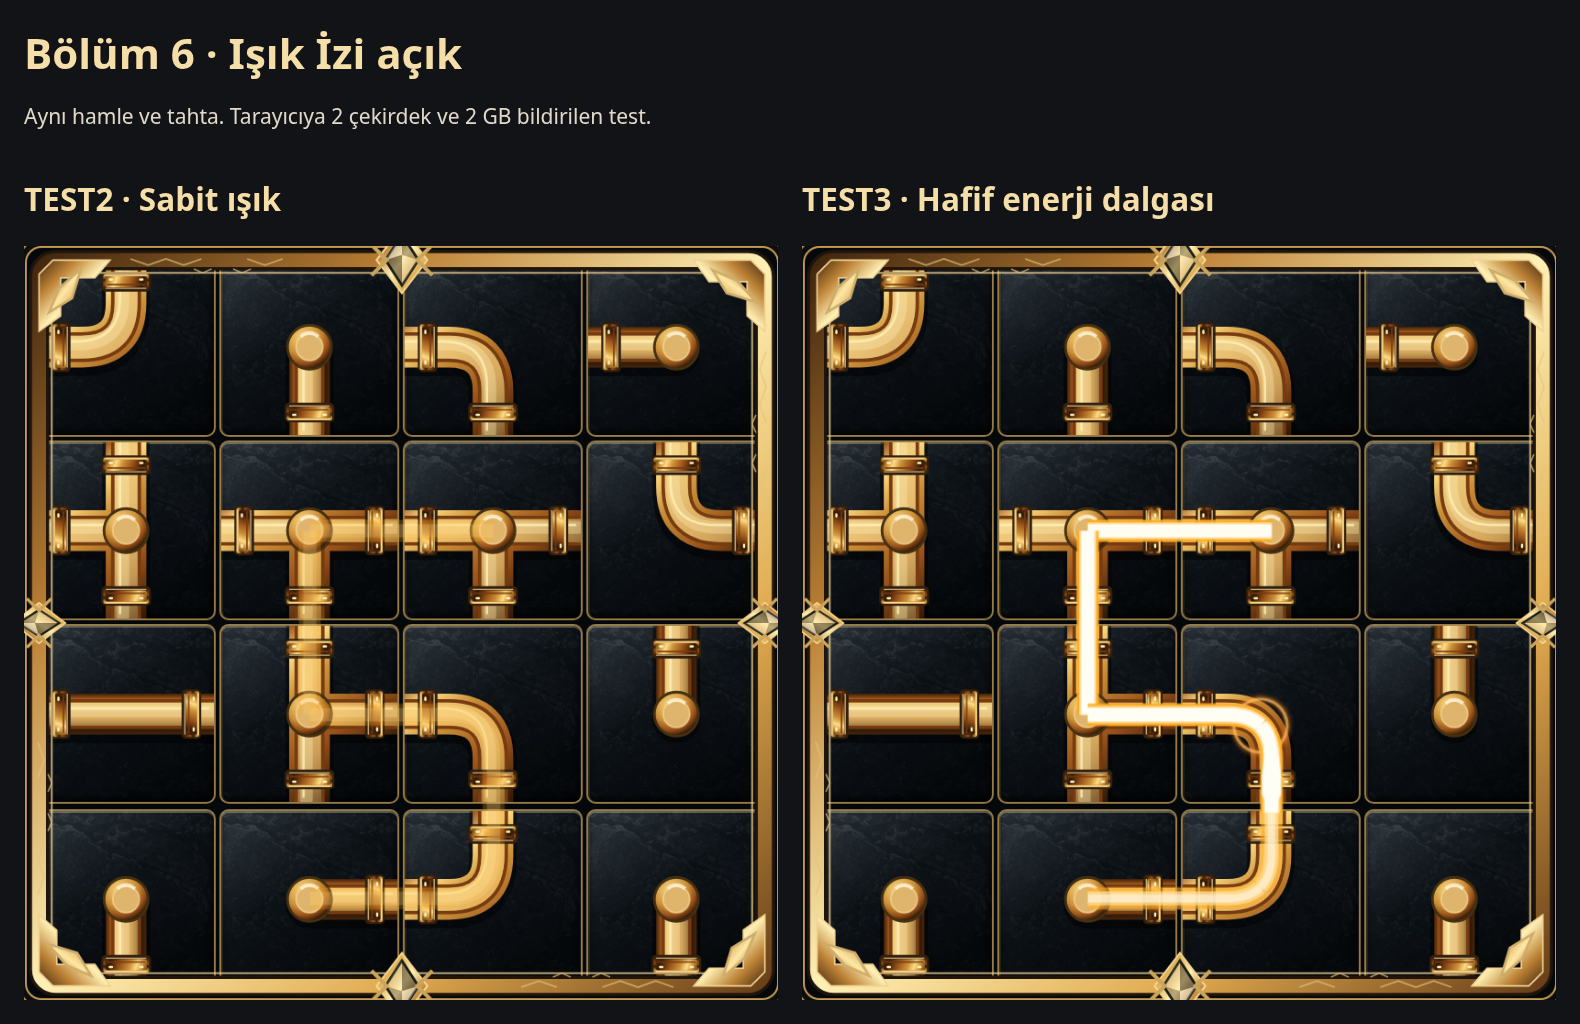 Bölüm 6 · Işık İzi açık
Aynı hamle ve tahta. Tarayıcıya 2 çekirdek ve 2 GB bildirilen test.
TEST2 · Sabit ışık
TEST3 · Hafif enerji dalgası